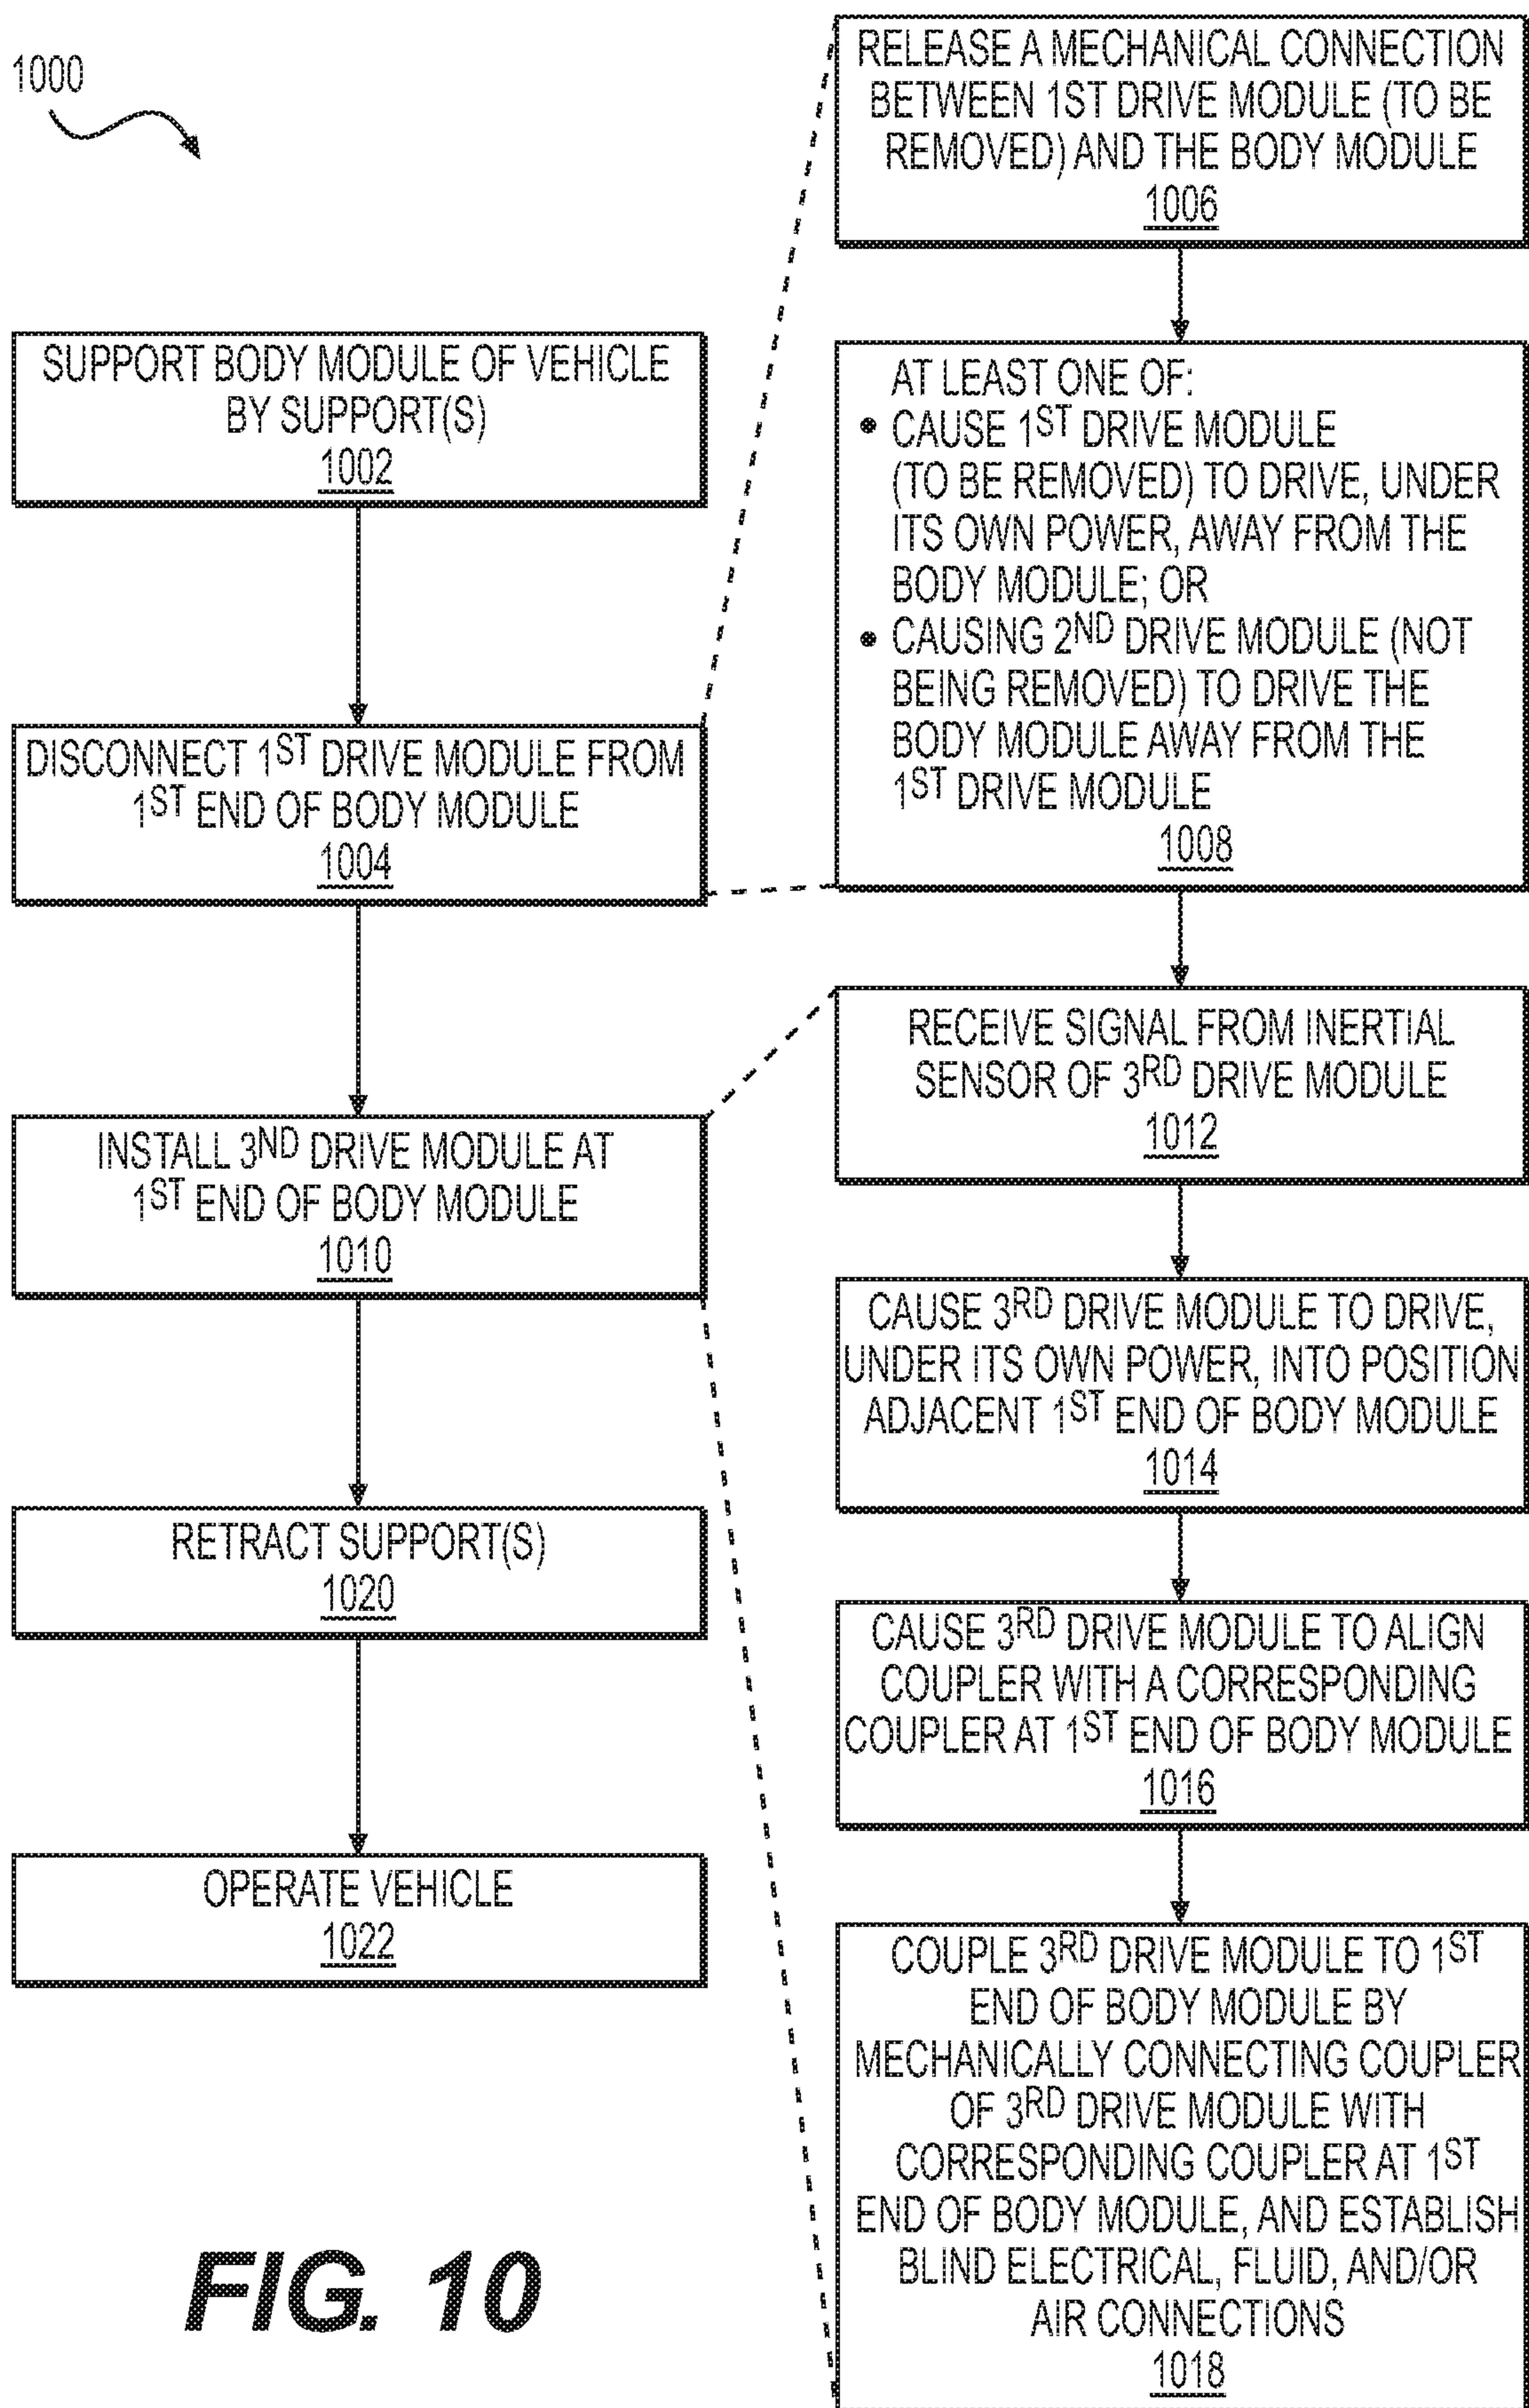 1000
SUPPORT BODY MODULE OF VEHICLE
BY SUPPORT(S)
1002
DISCONNECT 1ST DRIVE MODULE FROM
1ST END OF BODY MODULE
1004
INSTALL 3ND DRIVE MODULE AT
1ST END OF BODY MODULE
1010
RETRACT SUPPORT(S)
1020
OPERATE VEHICLE
1022
RELEASE A MECHANICAL CONNECTION
BETWEEN 1ST DRIVE MODULE (TO BE
REMOVED) AND THE BODY MODULE
1006
AT LEAST ONE OF:
• CAUSE 1ST DRIVE MODULE
(TO BE REMOVED) TO DRIVE, UNDER
ITS OWN POWER, AWAY FROM THE
BODY MODULE; OR
• CAUSING 2ND DRIVE MODULE (NOT
BEING REMOVED) TO DRIVE THE
BODY MODULE AWAY FROM THE
1ST DRIVE MODULE
1008
RECEIVE SIGNAL FROM INERTIAL
SENSOR OF 3RD DRIVE MODULE
1012
CAUSE 3RD DRIVE MODULE TO DRIVE,
UNDER ITS OWN POWER, INTO POSITION
ADJACENT 1ST END OF BODY MODULE
1014
CAUSE 3RD DRIVE MODULE TO ALIGN
COUPLER WITH A CORRESPONDING
COUPLER AT 1ST END OF BODY MODULE
1016
COUPLE 3RD DRIVE MODULE TO 1ST
END OF BODY MODULE BY
MECHANICALLY CONNECTING COUPLER
OF 3RD DRIVE MODULE WITH
CORRESPONDING COUPLER AT 1ST
END OF BODY MODULE, AND ESTABLISH
BLIND ELECTRICAL, FLUID, AND/OR
AIR CONNECTIONS
1018
FIG. 10